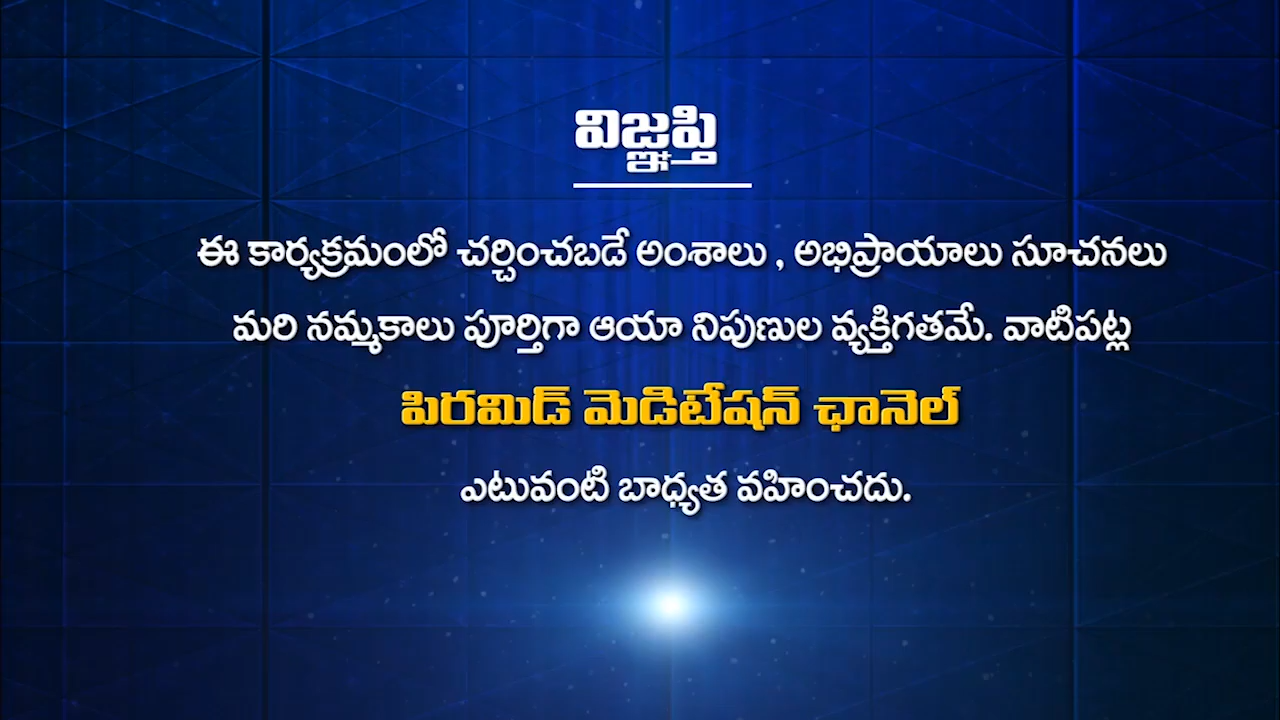 విజ్ఞప్తి
ఈ కార్యక్రమంలో చర్చించబడే అంశాలు , అభిప్రాయాలు సూచనలు
మరి నమ్మకాలు పూర్తిగా ఆయా నిపుణుల వ్యక్తిగతమే. వాటిపట్ల
పిరమిడ్ మెడిటేషన్ ఛానెల్
ఎటువంటి బాధ్యత వహించదు.